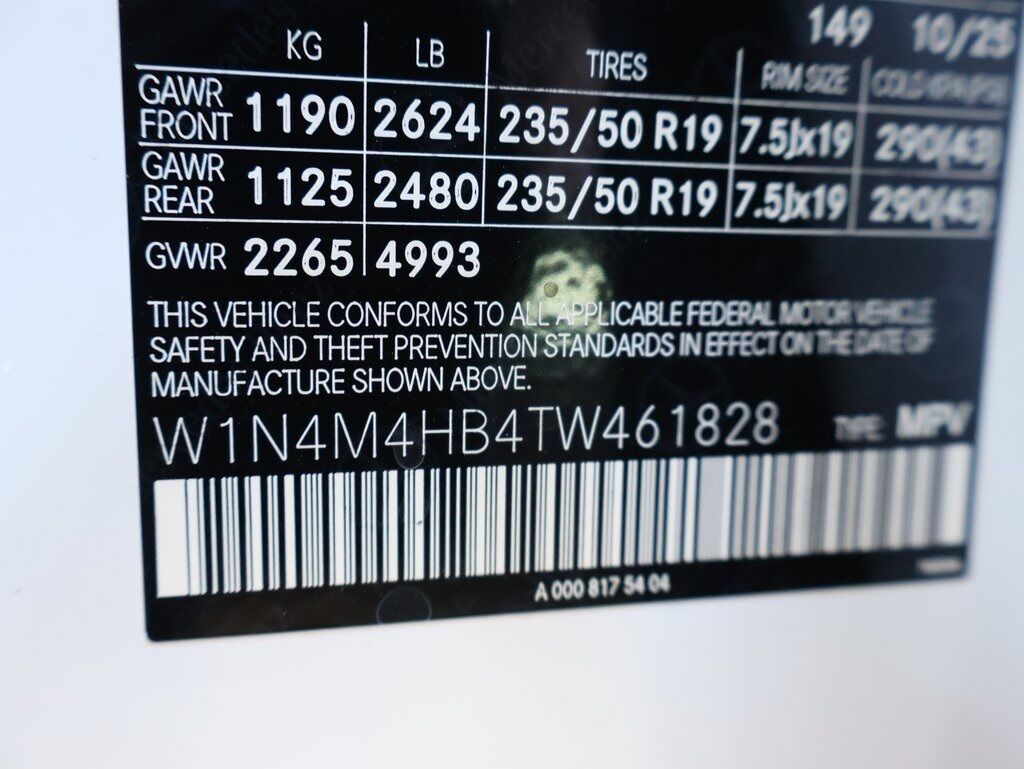 149 10/25
KG LB TIRES RIM SIZE COLD
GAWR FRONT 1190 2624 235/50 R19 7.5Jx19 290(43)
GAWR REAR 1125 2480 235/50 R19 7.5Jx19 290(43)
GVWR 2265 4993
THIS VEHICLE CONFORMS TO ALL APPLICABLE FEDERAL MOTOR VEHICLE
SAFETY AND THEFT PREVENTION STANDARDS IN EFFECT ON THE DATE OF
MANUFACTURE SHOWN ABOVE.
W1N4M4HB4TW461828 TYPE: MPV
A 000 817 54 04